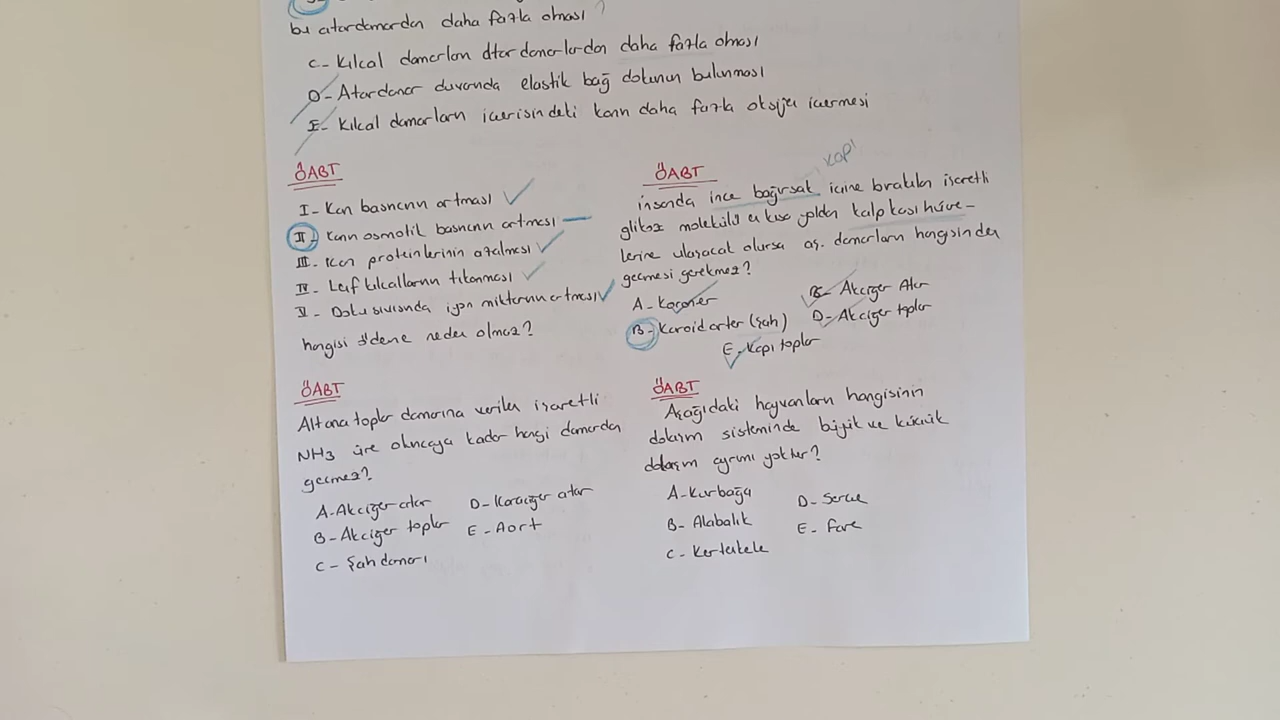 bu atardamardan daha fazla olması?
C- Kılcal damarların atardamarlardan daha fazla olması
D- Atardamar duvarında elastik bağ dokunun bulunması
E- Kılcal damarların içerisindeki kanın daha fazla oksijen içermesi
ÖABT
I- Kan basıncının artması
II- Kanın osmotik basıncının artması
III- Kan proteinlerinin azalması
IV- Lenf kılcallarının tıkanması
V- Doku sıvısında iyon miktarının artması
hangisi ödeme neden olmaz?
kapı
ÖABT
insanda ince bağırsak içine bırakılan işaretli
glikoz molekülü en kısa yoldan kalp kası hücre-
lerine ulaşacak olursa aş. damarların hangisinden
geçmesi gerekmez?
A- Koroner
B- Karoid arter (Şah)
C- Akciğer Atar
D- Akciğer toplar
E- Kapı toplar
ÖABT
Alt ana toplar damarına verilen işaretli
NH3 üre oluncaya kadar hangi damardan
geçmez?
A- Akciğer atar
B- Akciğer toplar
C- Şah damarı
D- Karaciğer atar
E- Aort
ÖABT
Aşağıdaki hayvanların hangisinin
dolaşım sisteminde büyük ve küçük
dolaşım ayrımı yoktur?
A- Kurbağa
B- Alabalık
C- Kertenkele
D- Serçe
E- Fare